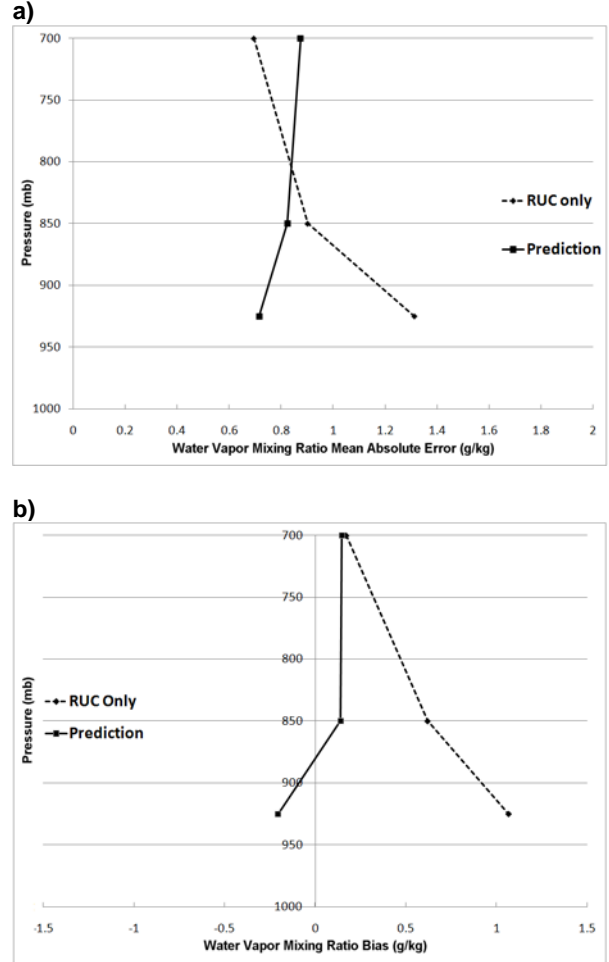 a)
700
750
800
850
900
950
1000
Pressure (mb)
RUC only
Prediction
0 0.2 0.4 0.6 0.8 1 1.2 1.4 1.6 1.8 2
Water Vapor Mixing Ratio Mean Absolute Error (g/kg)
b)
700
750
800
850
900
950
1000
Pressure (mb)
RUC Only
Prediction
-1.5 -1 -0.5 0 0.5 1 1.5
Water Vapor Mixing Ratio Bias (g/kg)